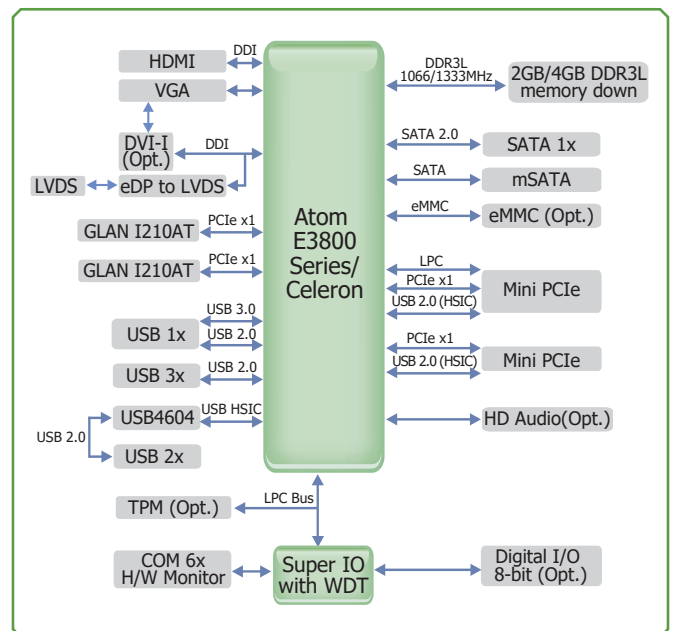 HDMI
DDI
VGA
DVI-I
(Opt.)
DDI
LVDS
eDP to LVDS
GLAN I210AT
PCIe x1
GLAN I210AT
PCIe x1
USB 1x
USB 3.0
USB 2.0
USB 3x
USB 2.0
USB4604
USB HSIC
USB 2.0
USB 2x
Atom
E3800
Series/
Celeron
DDR3L
1066/1333MHz
2GB/4GB DDR3L
memory down
SATA 2.0
SATA 1x
SATA
mSATA
eMMC
eMMC (Opt.)
LPC
PCIe x1
USB 2.0 (HSIC)
Mini PCIe
PCIe x1
USB 2.0 (HSIC)
Mini PCIe
HD Audio(Opt.)
TPM (Opt.)
LPC Bus
COM 6x
H/W Monitor
Super IO
with WDT
Digital I/O
8-bit (Opt.)